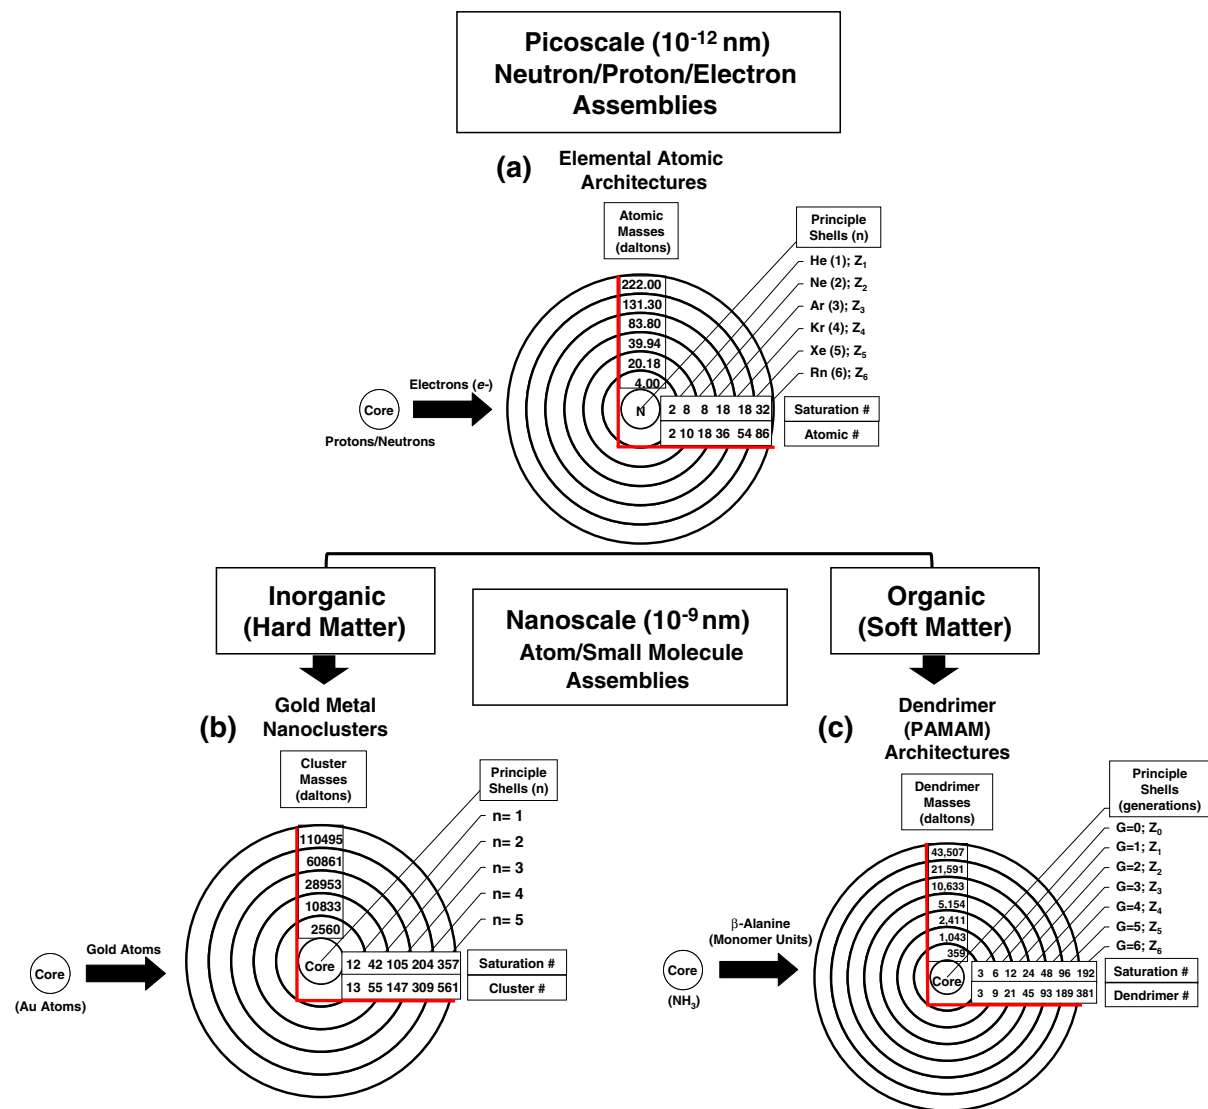 Picoscale (10-12 nm)
Neutron/Proton/Electron
Assemblies
(a)
Elemental Atomic
Architectures
Atomic
Masses
(daltons)
Principle
Shells (n)
He (1); Z1
Ne (2); Z2
Ar (3); Z3
Kr (4); Z4
Xe (5); Z5
Rn (6); Z6
222.00
131.30
83.80
39.94
20.18
4.00
Core
Protons/Neutrons
Electrons (e-)
N
2 8 8 18 18 32
Saturation #
2 10 18 36 54 86
Atomic #
Inorganic
(Hard Matter)
Nanoscale (10-9 nm)
Atom/Small Molecule
Assemblies
Organic
(Soft Matter)
(b)
Gold Metal
Nanoclusters
Cluster
Masses
(daltons)
Principle
Shells (n)
n= 1
n= 2
n= 3
n= 4
n= 5
110495
60861
28953
10833
2560
Core
(Au Atoms)
Gold Atoms
Core
12 42 105 204 357
Saturation #
13 55 147 309 561
Cluster #
(c)
Dendrimer
(PAMAM)
Architectures
Dendrimer
Masses
(daltons)
Principle
Shells
(generations)
G=0; Z0
G=1; Z1
G=2; Z2
G=3; Z3
G=4; Z4
G=5; Z5
G=6; Z6
43,507
21,591
10,633
5,154
2,411
1,043
359
Core
(NH3)
β-Alanine
(Monomer Units)
Core
3 6 12 24 48 96 192
Saturation #
3 9 21 45 93 189 381
Dendrimer #